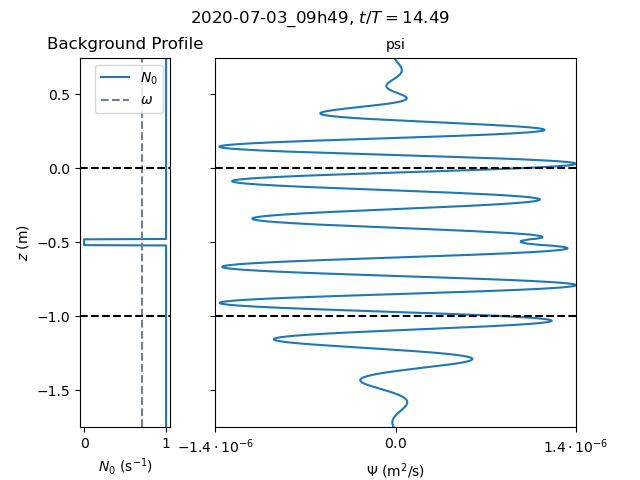 2020-07-03_09h49, t/T = 14.49
Background Profile
psi
N₀
ω
0.5
0.0
−0.5
−1.0
−1.5
z (m)
0
1
N₀ (s⁻¹)
−1.4 · 10⁻⁶
0.0
1.4 · 10⁻⁶
Ψ (m²/s)